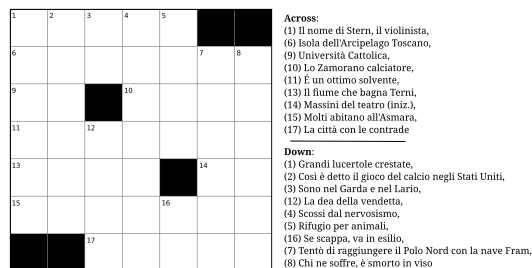 1 2 3 4 5
6 7 8
9 10
11 12
13 14
15 16
17
Across:
(1) Il nome di Stern, il violinista,
(6) Isola dell'Arcipelago Toscano,
(9) Università Cattolica,
(10) Lo Zamorano calciatore,
(11) É un ottimo solvente,
(13) Il fiume che bagna Terni,
(14) Massini del teatro (iniz.),
(15) Molti abitano all'Asmara,
(17) La città con le contrade
Down:
(1) Grandi lucertole crestate,
(2) Così è detto il gioco del calcio negli Stati Uniti,
(3) Sono nel Garda e nel Lario,
(12) La dea della vendetta,
(4) Scossi dal nervosismo,
(5) Rifugio per animali,
(16) Se scappa, va in esilio,
(7) Tentò di raggiungere il Polo Nord con la nave Fram,
(8) Chi ne soffre, è smorto in viso